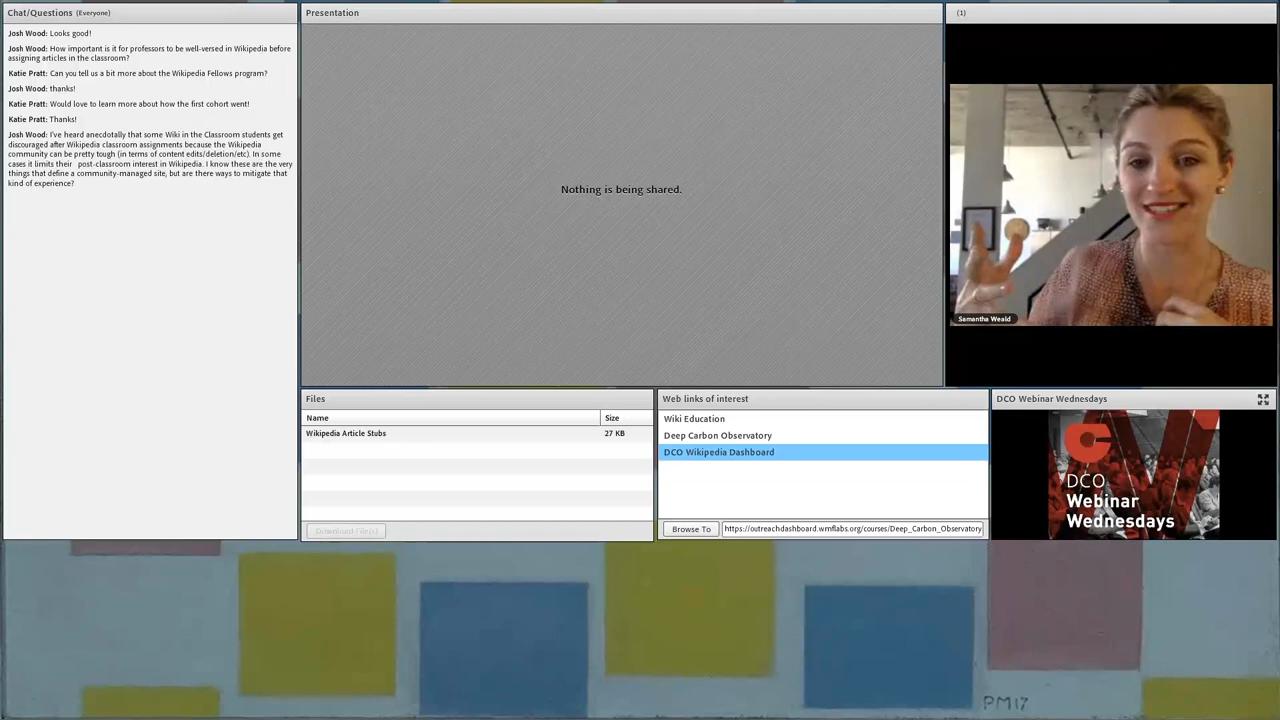 Chat/Questions (Everyone)
Josh Wood: Looks good!
Josh Wood: How important is it for professors to be well-versed in Wikipedia before
assigning articles in the classroom?
Katie Pratt: Can you tell us a bit more about the Wikipedia Fellows program?
Josh Wood: thanks!
Katie Pratt: Would love to learn more about how the first cohort went!
Katie Pratt: Thanks!
Josh Wood: I've heard anecdotally that some Wiki in the Classroom students get
discouraged after Wikipedia classroom assignments because the Wikipedia
community can be pretty tough (in terms of content edits/deletion/etc). In some
cases it limits their post-classroom interest in Wikipedia. I know these are the very
things that define a community-managed site, but are there ways to mitigate that
kind of experience?
Presentation
Nothing is being shared.
(1)
Samantha Weald
Files
Name Size
Wikipedia Article Stubs 27 KB
Download File(s)
Web links of interest
Wiki Education
Deep Carbon Observatory
DCO Wikipedia Dashboard
Browse To https://outreachdashboard.wmflabs.org/courses/Deep_Carbon_Observatory
DCO Webinar Wednesdays
DCO
Webinar
Wednesdays
PM17